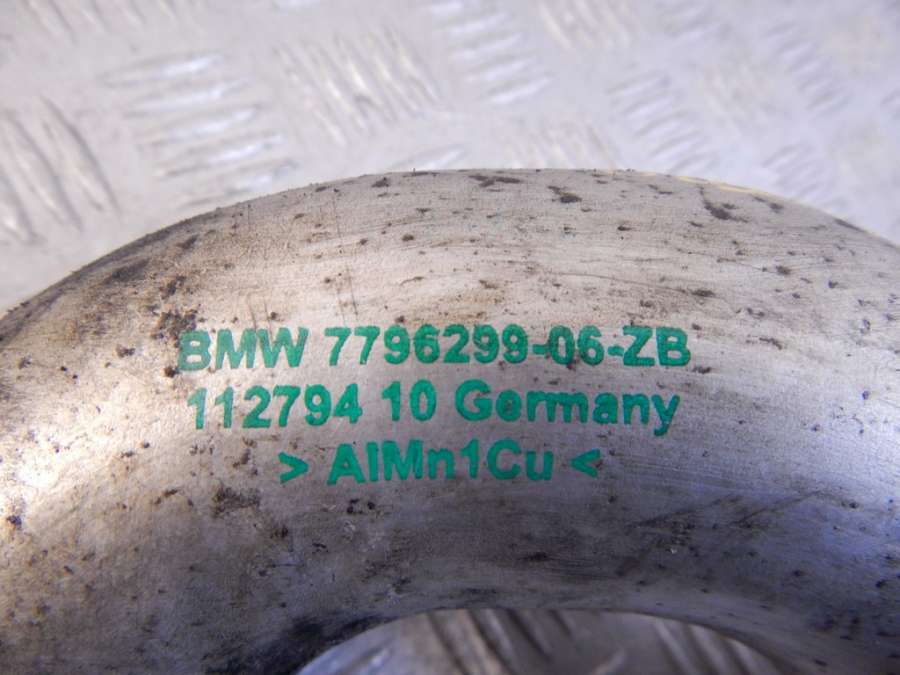 BMW 7796299-06-ZB
112794 10 Germany
> AlMn1Cu <